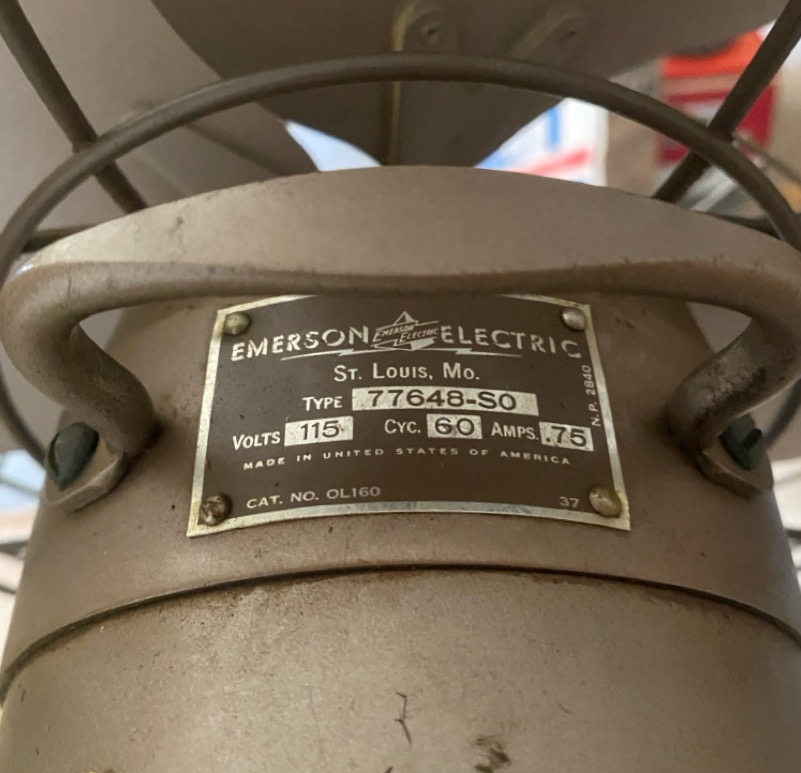 EMERSON EMERSON ELECTRIC ELECTRIC
ST. LOUIS, MO.
TYPE 77648-SO
VOLTS 115 CYC. 60 AMPS. .75
MADE IN UNITED STATES OF AMERICA
CAT. NO. OL160 37
N.P. 2840